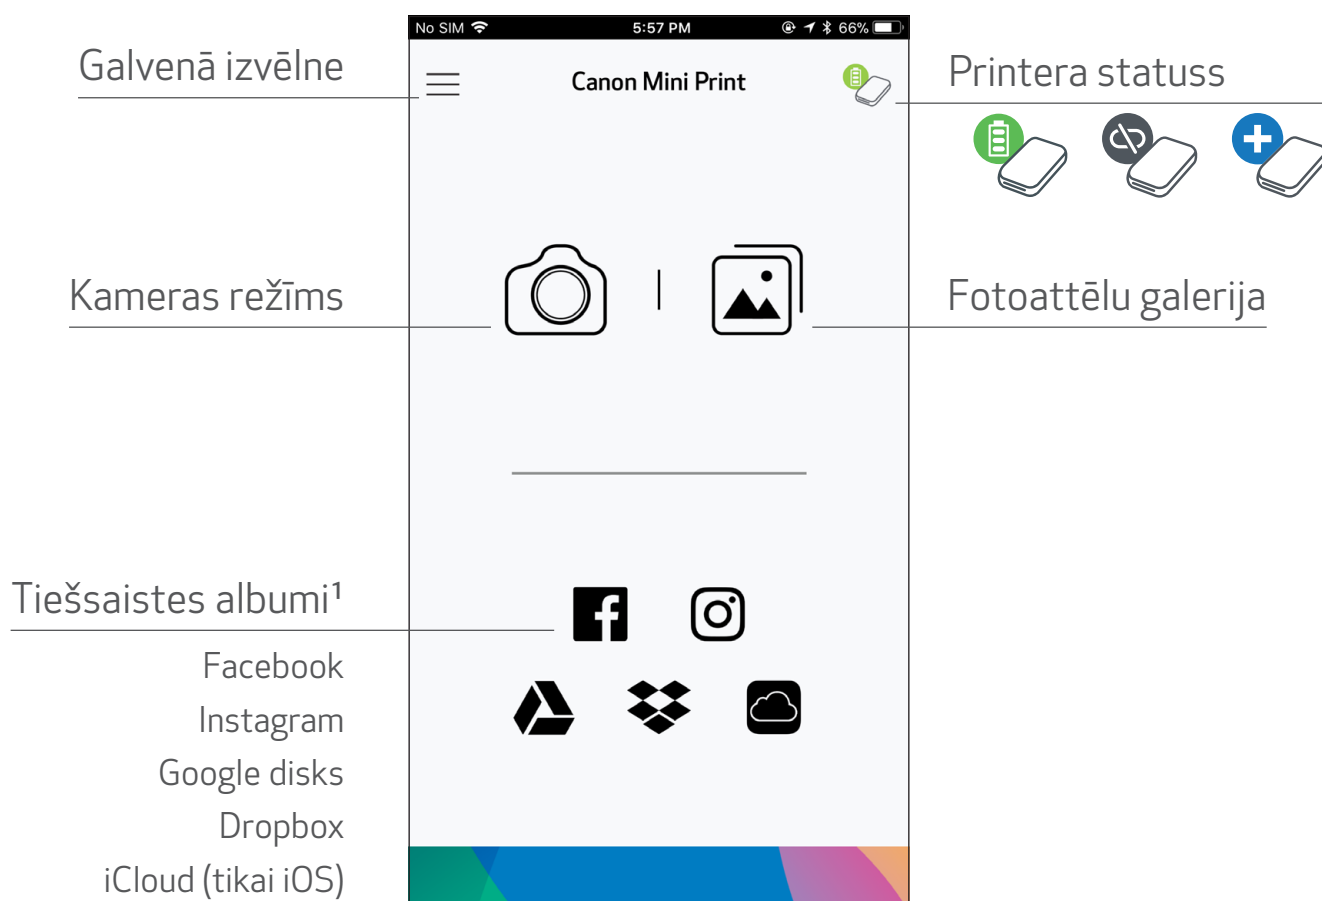 No SIM 5:57 PM 66%
Galvenā izvēlne
Canon Mini Print
Printera statuss
Kameras režīms
Fotoattēlu galerija
Tiešsaistes albumi¹
Facebook
Instagram
Google disks
Dropbox
iCloud (tikai iOS)